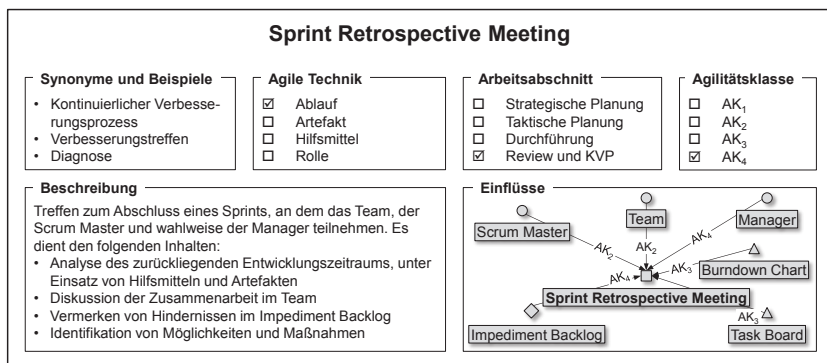 Sprint Retrospective Meeting
Synonyme und Beispiele
• Kontinuierlicher Verbesse-
rungsprozess
• Verbesserungstreffen
• Diagnose
Agile Technik
☑ Ablauf
☐ Artefakt
☐ Hilfsmittel
☐ Rolle
Arbeitsabschnitt
☐ Strategische Planung
☐ Taktische Planung
☐ Durchführung
☑ Review und KVP
Agilitätsklasse
☐ AK₁
☐ AK₂
☐ AK₃
☑ AK₄
Beschreibung
Treffen zum Abschluss eines Sprints, an dem das Team, der
Scrum Master und wahlweise der Manager teilnehmen. Es
dient den folgenden Inhalten:
• Analyse des zurückliegenden Entwicklungszeitraums, unter
Einsatz von Hilfsmitteln und Artefakten
• Diskussion der Zusammenarbeit im Team
• Vermerken von Hindernissen im Impediment Backlog
• Identifikation von Möglichkeiten und Maßnahmen
Einflüsse
Scrum Master
Team
Manager
AK₂
AK₂
AK₄
AK₄
AK₃
Burndown Chart
Sprint Retrospective Meeting
AK₃
Impediment Backlog
Task Board